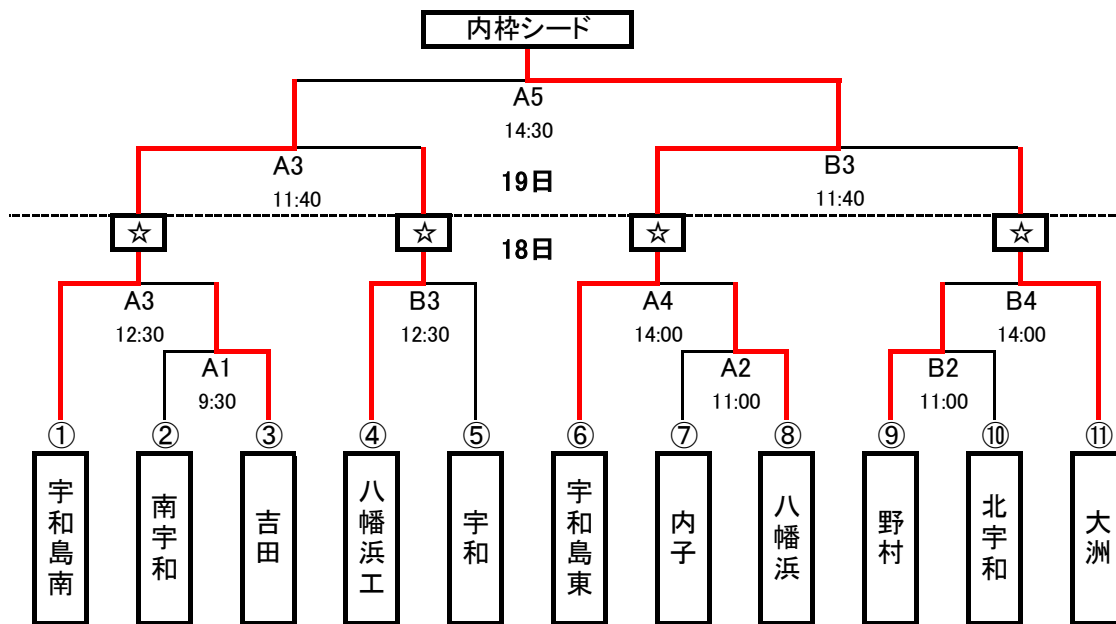 内枠シード
A5
14:30
A3
B3
11:40
19日
11:40
☆
☆
☆
☆
18日
A3
B3
A4
B4
12:30
12:30
14:00
14:00
A1
A2
B2
9:30
11:00
11:00
① ② ③ ④ ⑤ ⑥ ⑦ ⑧ ⑨ ⑩ ⑪
宇和島南
南宇和
吉田
八幡浜工
宇和
宇和島東
内子
八幡浜
野村
北宇和
大洲